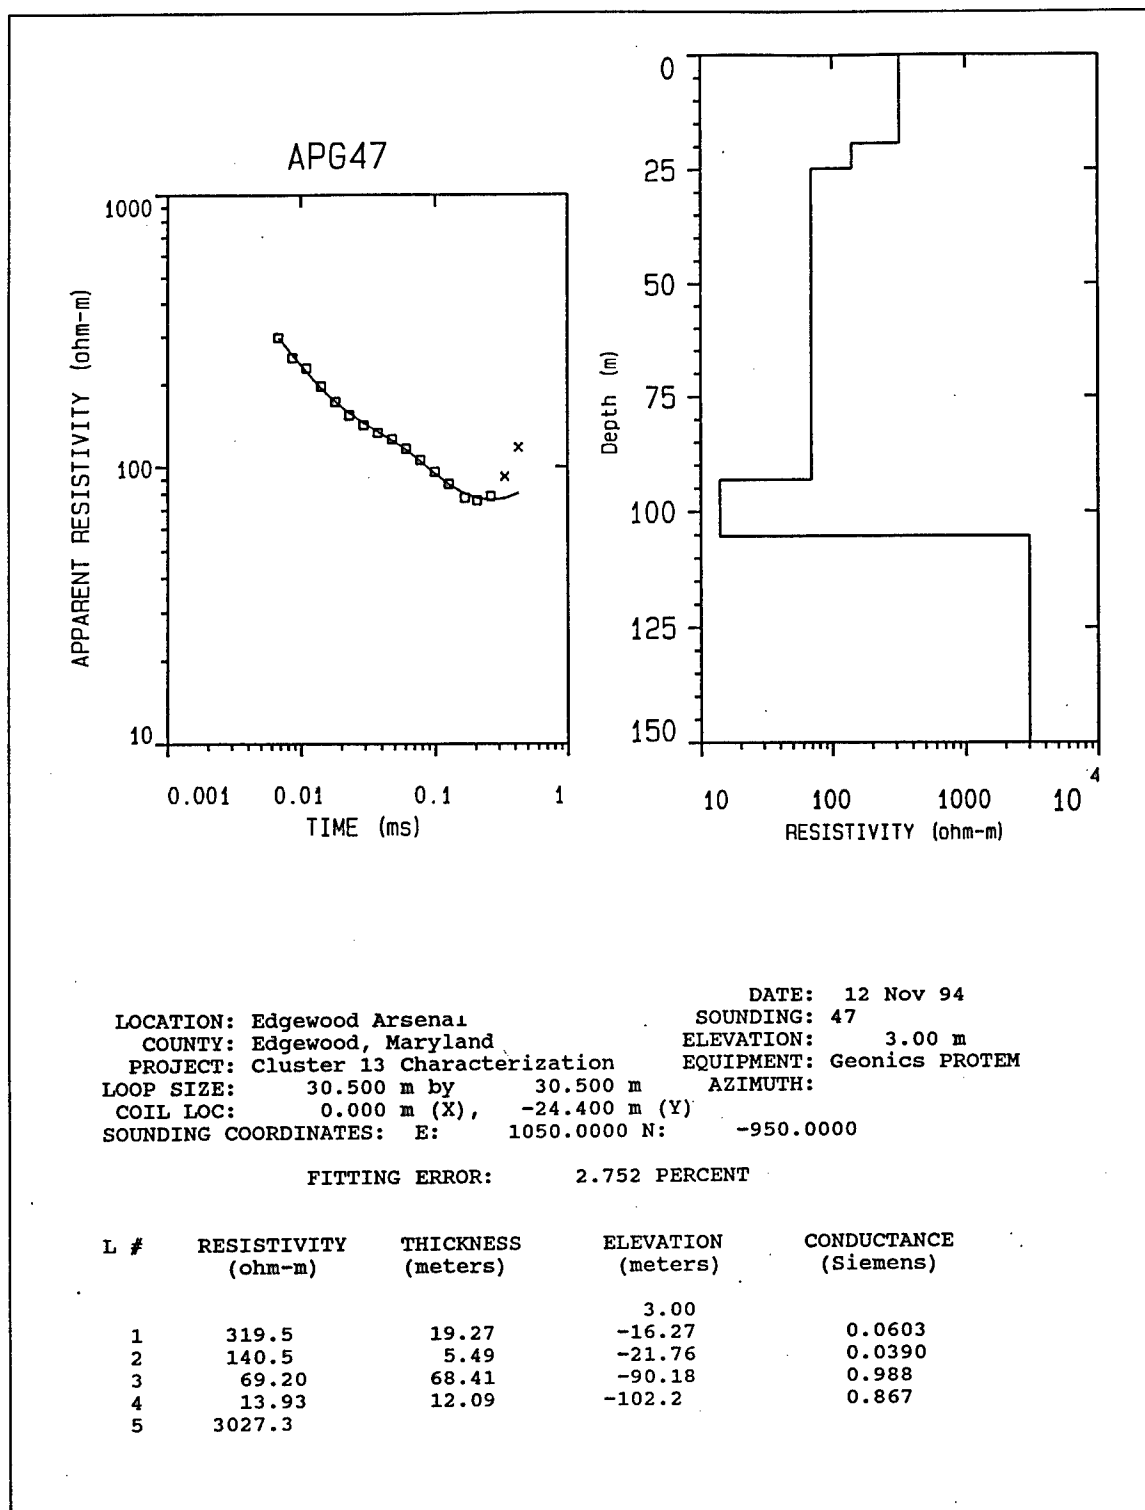 APG47
1000
100
10
APPARENT RESISTIVITY (ohm-m)
0.001 0.01 0.1 1
TIME (ms)
0
25
50
75
100
125
150
Depth (m)
10 100 1000 10 4
RESISTIVITY (ohm-m)
DATE: 12 Nov 94
LOCATION: Edgewood Arsenal SOUNDING: 47
COUNTY: Edgewood, Maryland ELEVATION: 3.00 m
PROJECT: Cluster 13 Characterization EQUIPMENT: Geonics PROTEM
LOOP SIZE: 30.500 m by 30.500 m AZIMUTH:
COIL LOC: 0.000 m (X), -24.400 m (Y)
SOUNDING COORDINATES: E: 1050.0000 N: -950.0000
FITTING ERROR: 2.752 PERCENT
L # RESISTIVITY THICKNESS ELEVATION CONDUCTANCE
(ohm-m) (meters) (meters) (Siemens)
3.00
1 319.5 19.27 -16.27 0.0603
2 140.5 5.49 -21.76 0.0390
3 69.20 68.41 -90.18 0.988
4 13.93 12.09 -102.2 0.867
5 3027.3